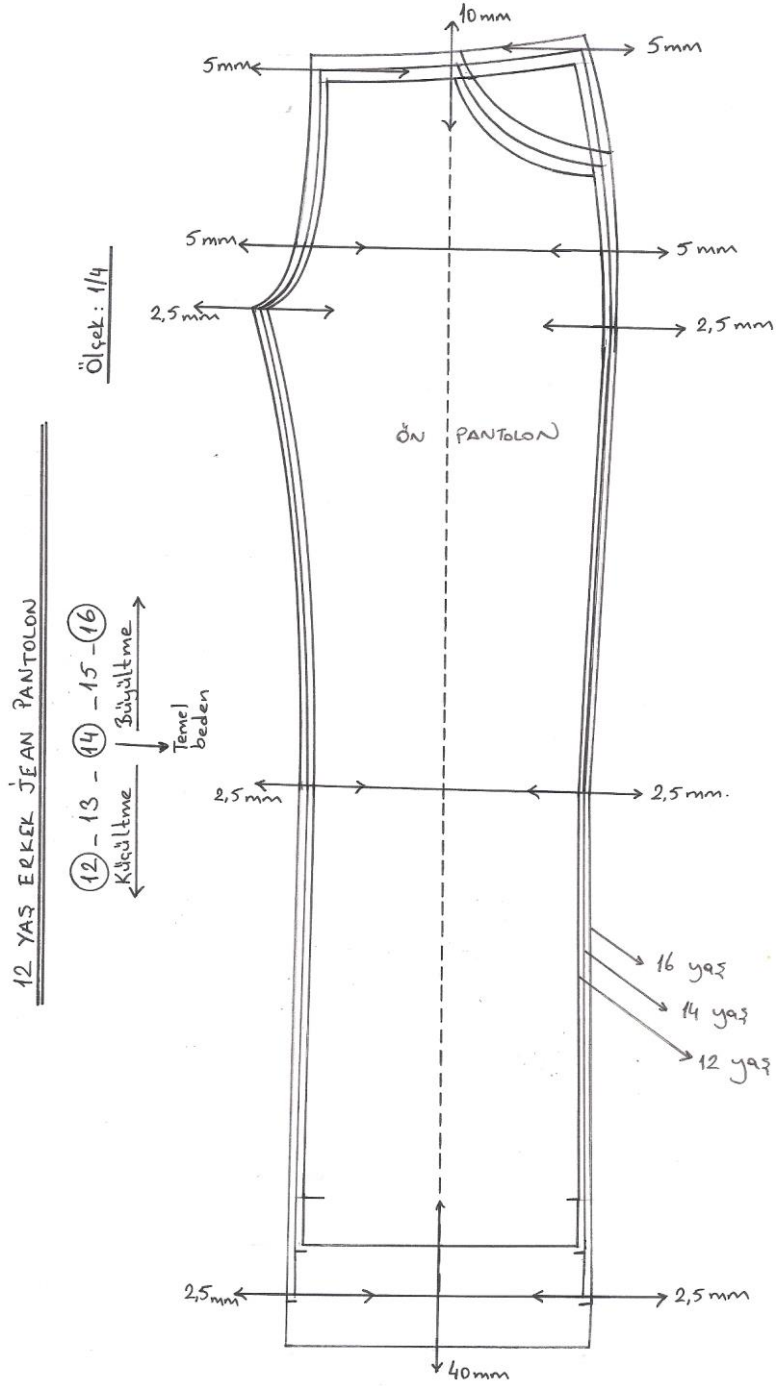 10mm
5mm
5mm
5mm
5mm
2,5mm
2,5mm
ÖN PANTOLON
2,5mm
2,5mm.
16 yaş
14 yaş
12 yaş
2,5mm
2,5mm
40mm
Ölçek: 1/4
12 YAŞ ERKEK JEAN PANTOLON
12 - 13 - 14 - 15 - 16
Küçültme
Büyültme
Temel
beden